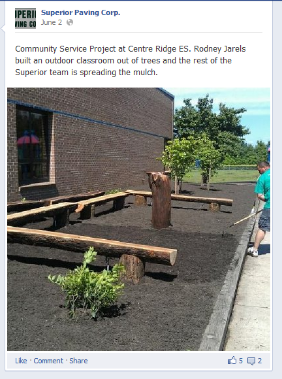 SUPERI
ING CO
Superior Paving Corp.
June 2
Community Service Project at Centre Ridge ES. Rodney Jarels
built an outdoor classroom out of trees and the rest of the
Superior team is spreading the mulch.
Like · Comment · Share
5 2